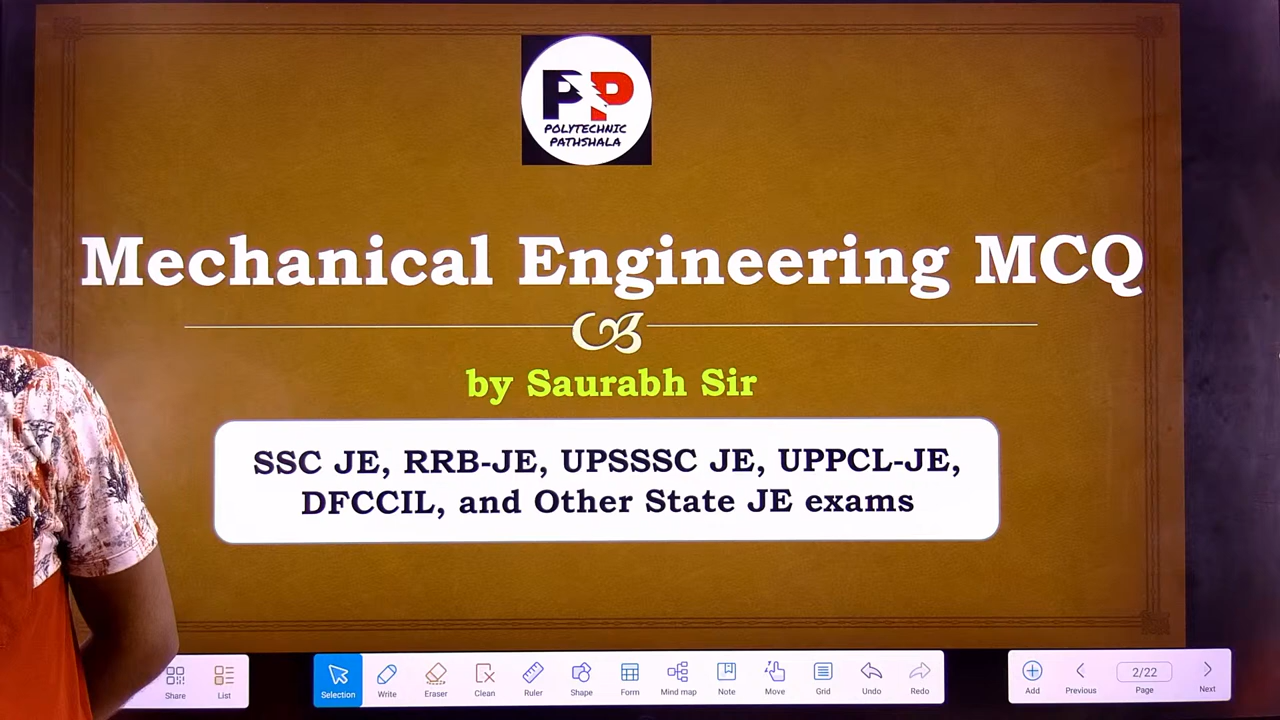 PP
POLYTECHNIC
PATHSHALA
Mechanical Engineering MCQ
by Saurabh Sir
SSC JE, RRB-JE, UPSSSC JE, UPPCL-JE,
DFCCIL, and Other State JE exams
Share
List
Selection
Write
Eraser
Clean
Ruler
Shape
Form
Mind map
Note
Move
Grid
Undo
Redo
Add
Previous
2/22
Page
Next